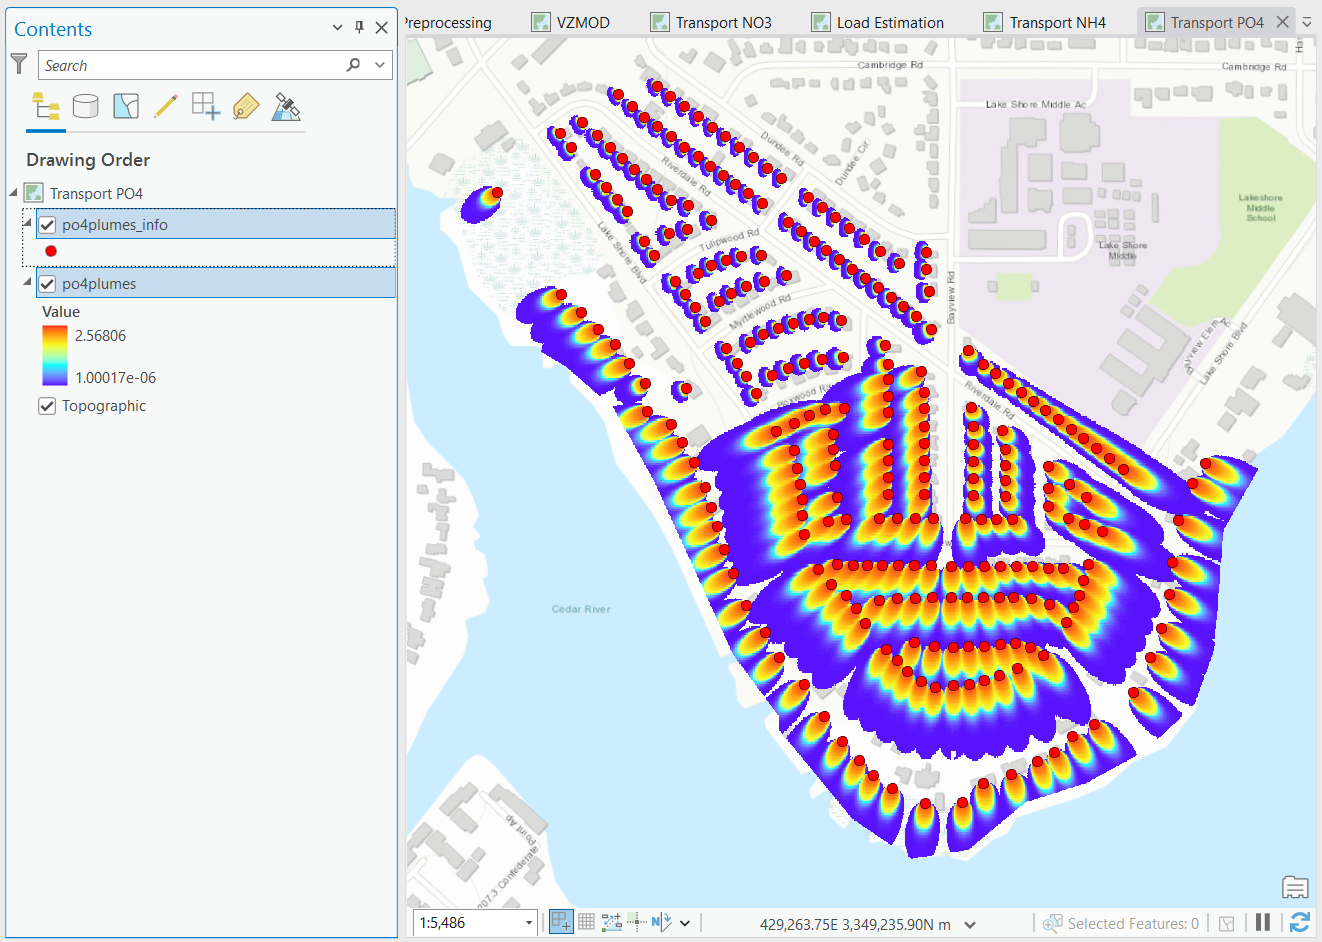 Contents
Search
Drawing Order
Transport PO4
po4plumes_info
po4plumes
Value
2.56806
1.00017e-06
Topographic
Preprocessing
VZMOD
Transport NO3
Load Estimation
Transport NH4
Transport PO4
Cambridge Rd
Cambridge Rd
Lake Shore Middle Ac
Dundee Rd
Dundee Cir
Riverdale Rd
Lakeshore
Middle
School
Lake Shore Blvd
Tulipwood Rd
Lake Shore
Middle
Bayview Rd
Myrtlewood Rd
Lake Shore Blvd
Boxwood Rd
Riverdale Rd
Cedar River
Point Ap
207.3 Confederate
1:5,486
429,263.75E 3,349,235.90N m
Selected Features: 0